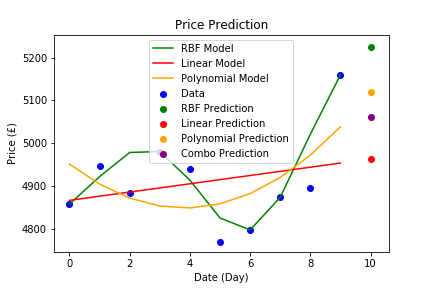 Price Prediction
RBF Model
Linear Model
Polynomial Model
Data
RBF Prediction
Linear Prediction
Polynomial Prediction
Combo Prediction
Price (£)
5200
5100
5000
4900
4800
0 2 4 6 8 10
Date (Day)